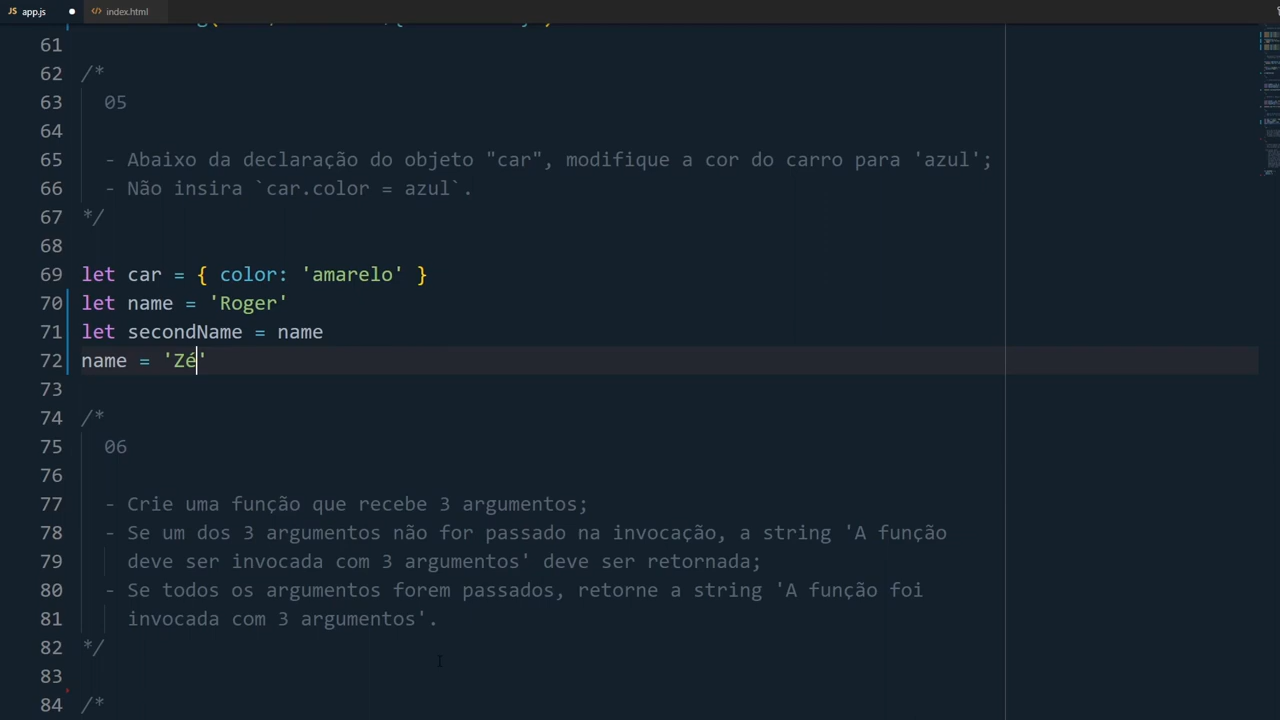 JS app.js ● <> index.html
61
62 /*
63 05
64
65 - Abaixo da declaração do objeto "car", modifique a cor do carro para 'azul';
66 - Não insira `car.color = azul`.
67 */
68
69 let car = { color: 'amarelo' }
70 let name = 'Roger'
71 let secondName = name
72 name = 'Zé'
73
74 /*
75 06
76
77 - Crie uma função que recebe 3 argumentos;
78 - Se um dos 3 argumentos não for passado na invocação, a string 'A função
79 deve ser invocada com 3 argumentos' deve ser retornada;
80 - Se todos os argumentos forem passados, retorne a string 'A função foi
81 invocada com 3 argumentos'.
82 */
83
84 /*